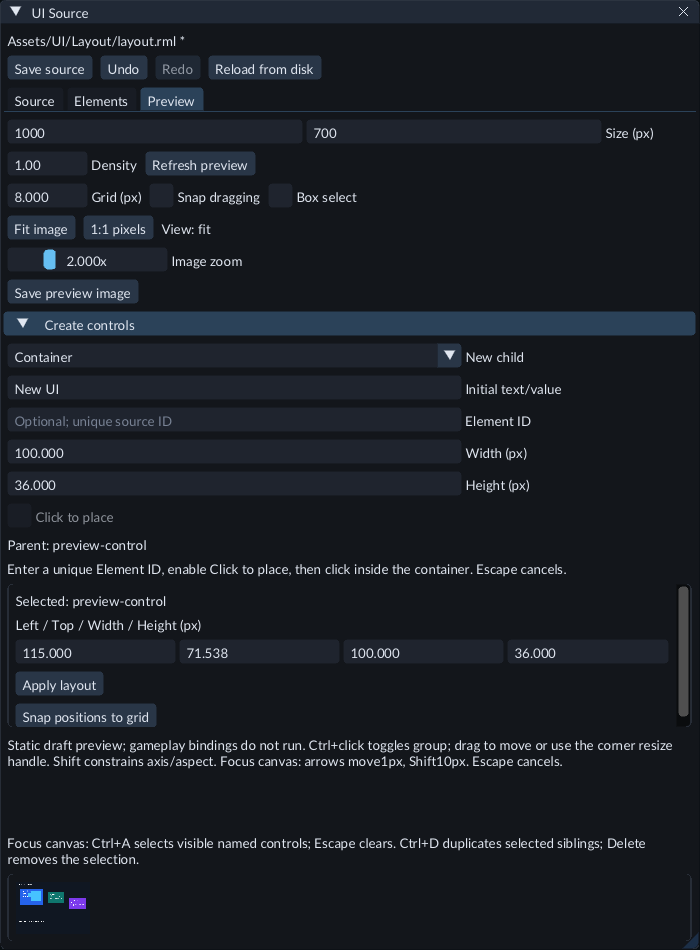 UI Source
Assets/UI/Layout/layout.rml *
Save source Undo Redo Reload from disk
Source Elements Preview
1000 700 Size (px)
1.00 Density Refresh preview
8.000 Grid (px) Snap dragging Box select
Fit image 1:1 pixels View: fit
2.000x Image zoom
Save preview image
Create controls
Container New child
New UI Initial text/value
Optional; unique source ID Element ID
100.000 Width (px)
36.000 Height (px)
Click to place
Parent: preview-control
Enter a unique Element ID, enable Click to place, then click inside the container. Escape cancels.
Selected: preview-control
Left / Top / Width / Height (px)
115.000 71.538 100.000 36.000
Apply layout
Snap positions to grid
Static draft preview; gameplay bindings do not run. Ctrl+click toggles group; drag to move or use the corner resize
handle. Shift constrains axis/aspect. Focus canvas: arrows move1px, Shift10px. Escape cancels.
Focus canvas: Ctrl+A selects visible named controls; Escape clears. Ctrl+D duplicates selected siblings; Delete
removes the selection.